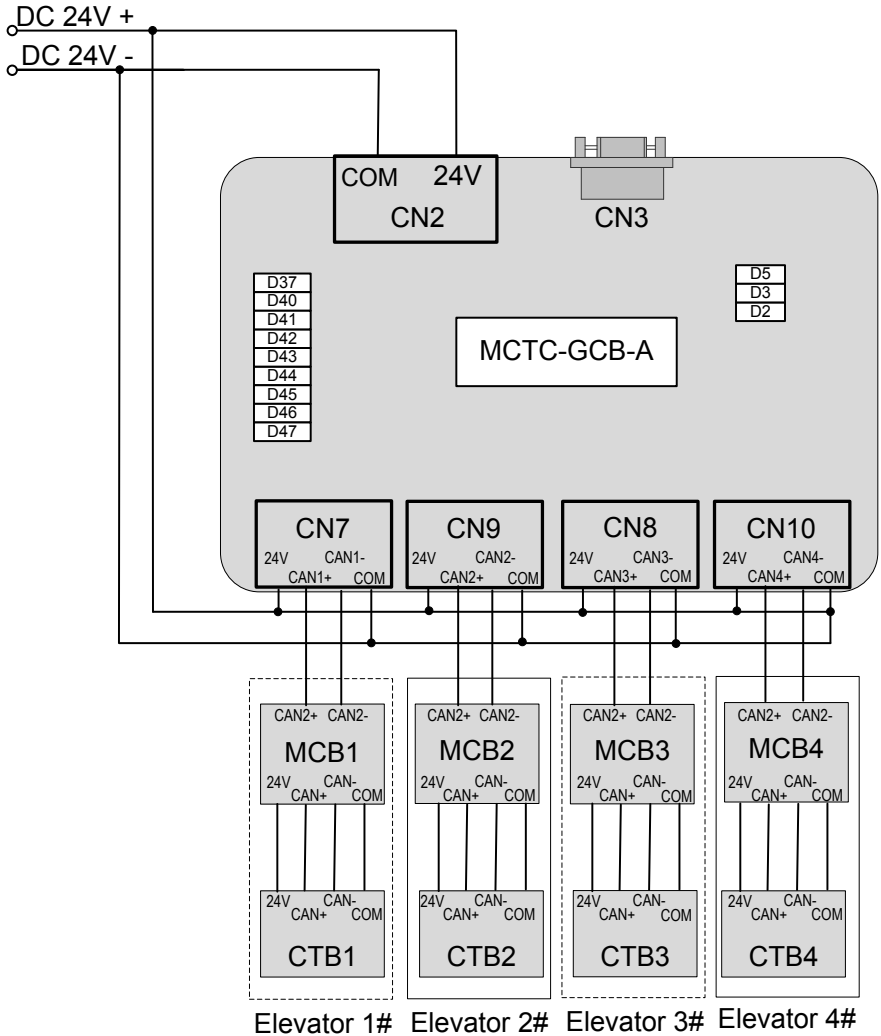 DC 24V +
DC 24V -
COM 24V
CN2
CN3
D37
D40
D41
D42
D43
D44
D45
D46
D47
D5
D3
D2
MCTC-GCB-A
CN7
24V CAN1-
CAN1+ COM
CN9
24V CAN2-
CAN2+ COM
CN8
24V CAN3-
CAN3+ COM
CN10
24V CAN4-
CAN4+ COM
CAN2+ CAN2-
MCB1
24V CAN-
CAN+ COM
CAN2+ CAN2-
MCB2
24V CAN-
CAN+ COM
CAN2+ CAN2-
MCB3
24V CAN-
CAN+ COM
CAN2+ CAN2-
MCB4
24V CAN-
CAN+ COM
24V CAN-
CAN+ COM
CTB1
24V CAN-
CAN+ COM
CTB2
24V CAN-
CAN+ COM
CTB3
24V CAN-
CAN+ COM
CTB4
Elevator 1# Elevator 2# Elevator 3# Elevator 4#